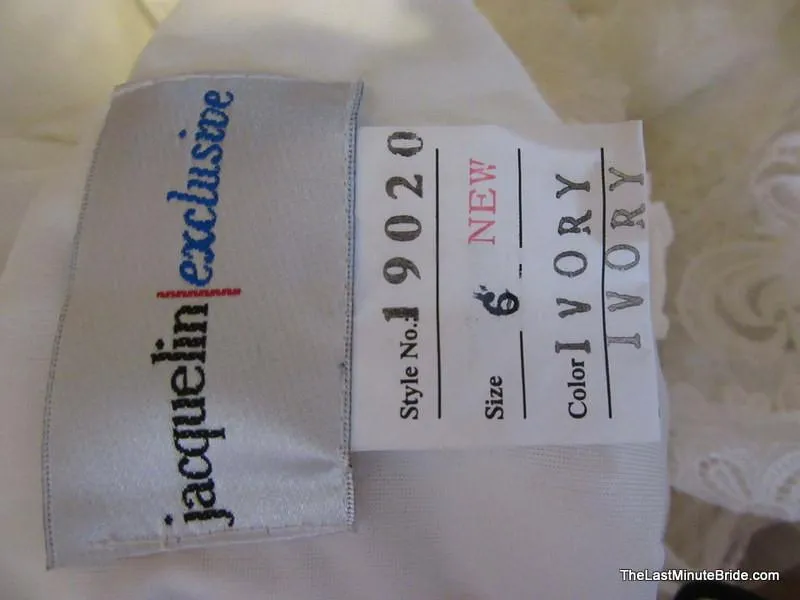 jacquelin exclusive
Style No.: 19020
NEW
Size 6
Color IVORY
IVORY
TheLastMinuteBride.com